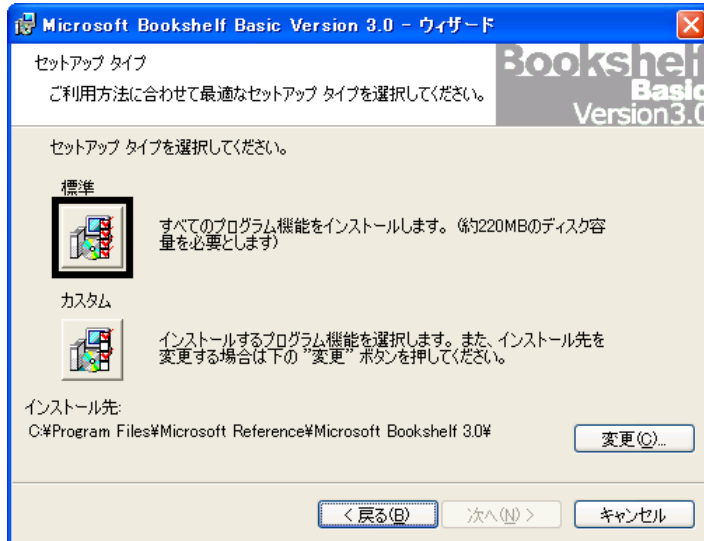 Microsoft Bookshelf Basic Version 3.0 - ウィザード
セットアップ タイプ
ご利用方法に合わせて最適なセットアップ タイプを選択してください。
Bookshelf
Basic
Version3.0
セットアップ タイプを選択してください。
標準
すべてのプログラム機能をインストールします。(約220MBのディスク容
量を必要とします)
カスタム
インストールするプログラム機能を選択します。また、インストール先を
変更する場合は下の "変更" ボタンを押してください。
インストール先:
C:¥Program Files¥Microsoft Reference¥Microsoft Bookshelf 3.0¥
変更(C)...
< 戻る(B)
次へ(N) >
キャンセル